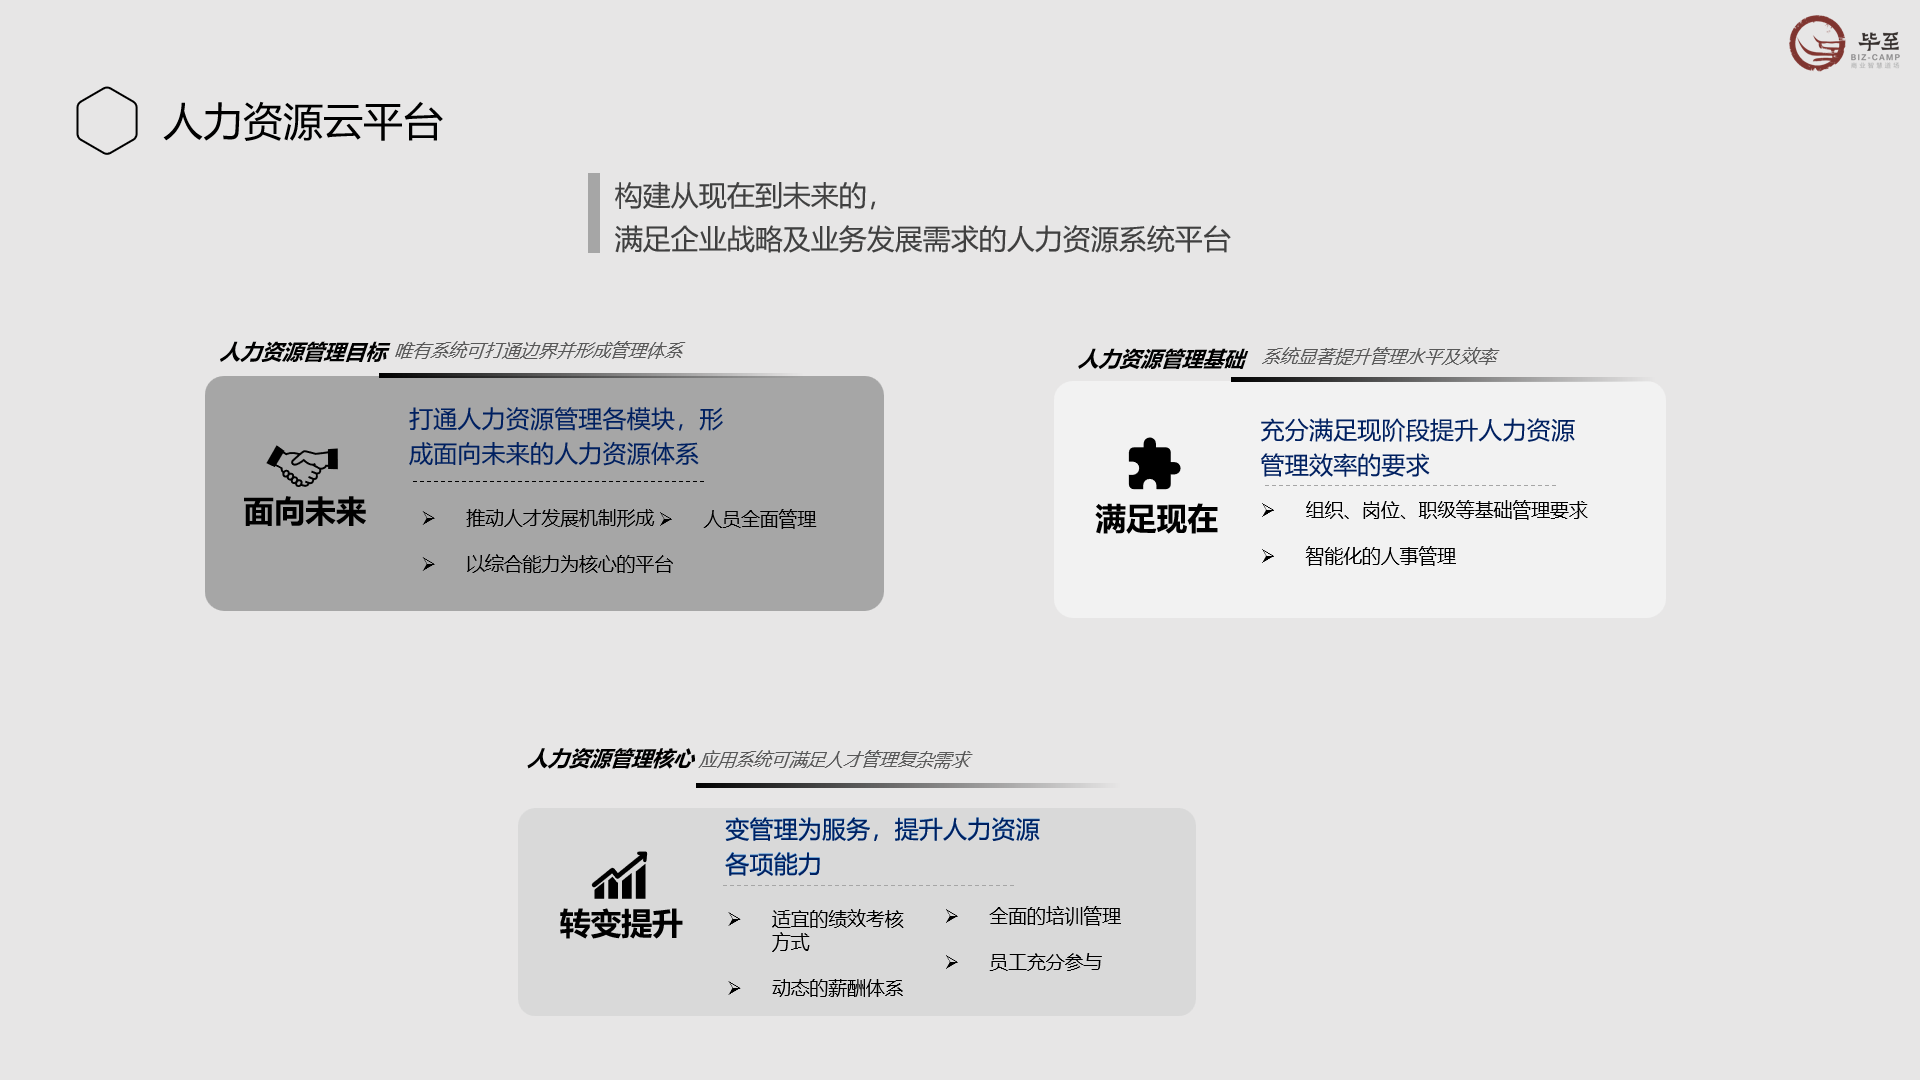 毕至
BIZ-CAMP
人力资源云平台
构建从现在到未来的，
满足企业战略及业务发展需求的人力资源系统平台
人力资源管理目标 唯有系统可打通边界并形成管理体系
打通人力资源管理各模块，形
成面向未来的人力资源体系
面向未来
➢ 推动人才发展机制形成
➢ 以综合能力为核心的平台
➢ 人员全面管理
人力资源管理基础 系统显著提升管理水平及效率
充分满足现阶段提升人力资源
管理效率的要求
满足现在
➢ 组织、岗位、职级等基础管理要求
➢ 智能化的人事管理
人力资源管理核心 应用系统可满足人才管理复杂需求
变管理为服务，提升人力资源
各项能力
转变提升
➢ 适宜的绩效考核
方式
➢ 动态的薪酬体系
➢ 全面的培训管理
➢ 员工充分参与